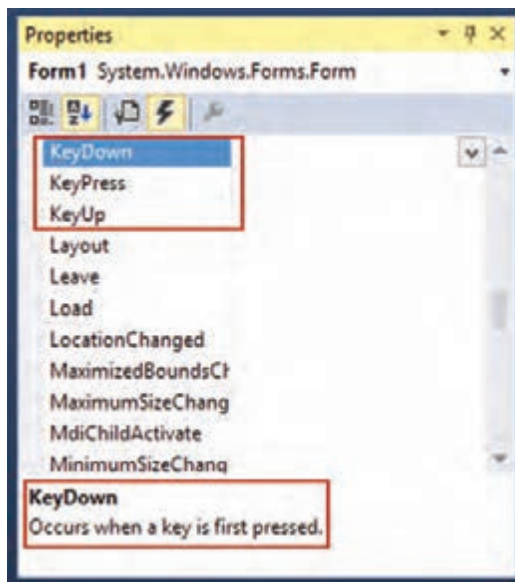 Properties
Form1 System.Windows.Forms.Form
KeyDown
KeyPress
KeyUp
Layout
Leave
Load
LocationChanged
MaximizedBoundsCh
MaximumSizeChang
MdiChildActivate
MinimumSizeChang
KeyDown
Occurs when a key is first pressed.